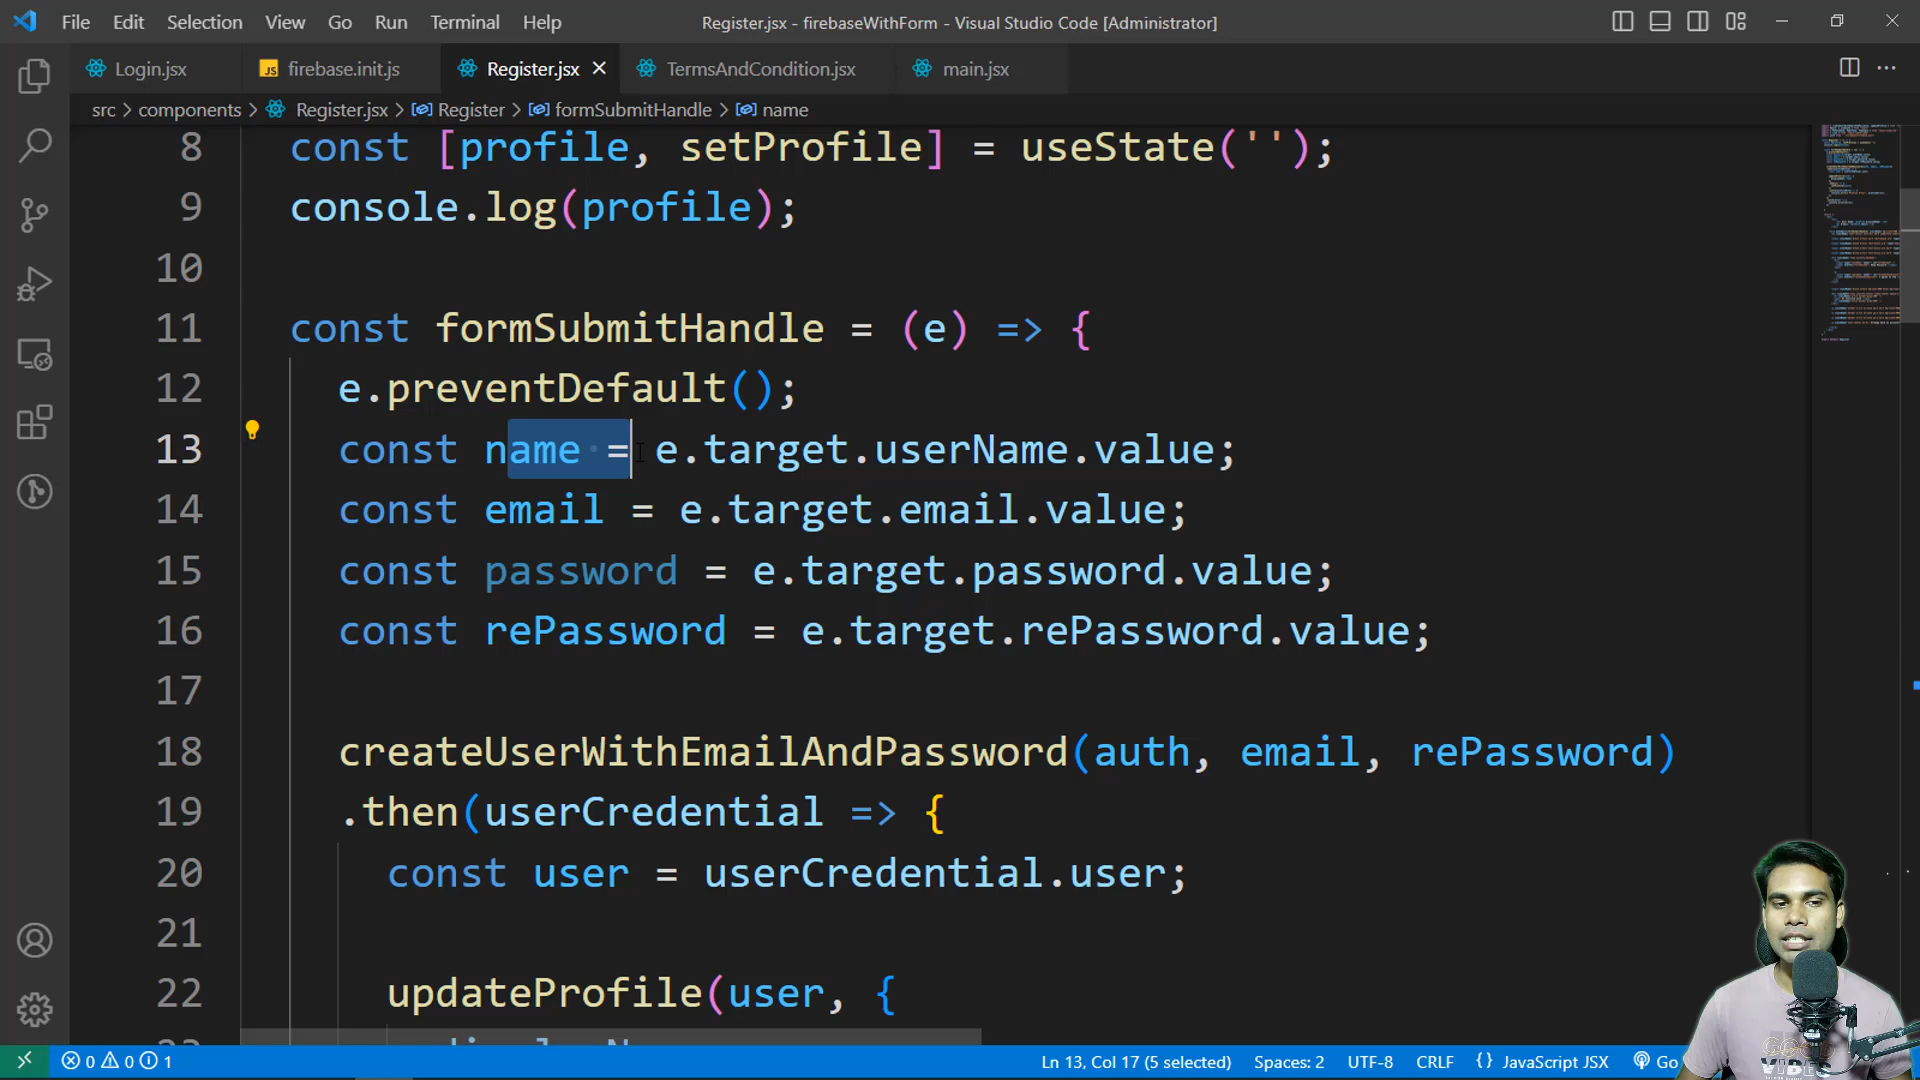 File Edit Selection View Go Run Terminal Help
Register.jsx - firebaseWithForm - Visual Studio Code [Administrator]
Login.jsx
JS firebase.init.js
Register.jsx
TermsAndCondition.jsx
main.jsx
src > components > Register.jsx > Register > formSubmitHandle > name
8 const [profile, setProfile] = useState('');
9 console.log(profile);
10
11 const formSubmitHandle = (e) => {
12 e.preventDefault();
13 const name = e.target.userName.value;
14 const email = e.target.email.value;
15 const password = e.target.password.value;
16 const rePassword = e.target.rePassword.value;
17
18 createUserWithEmailAndPassword(auth, email, rePassword)
19 .then(userCredential => {
20 const user = userCredential.user;
21
22 updateProfile(user, {
0 0 1
Ln 13, Col 17 (5 selected) Spaces: 2 UTF-8 CRLF { } JavaScript JSX Go
VIBES